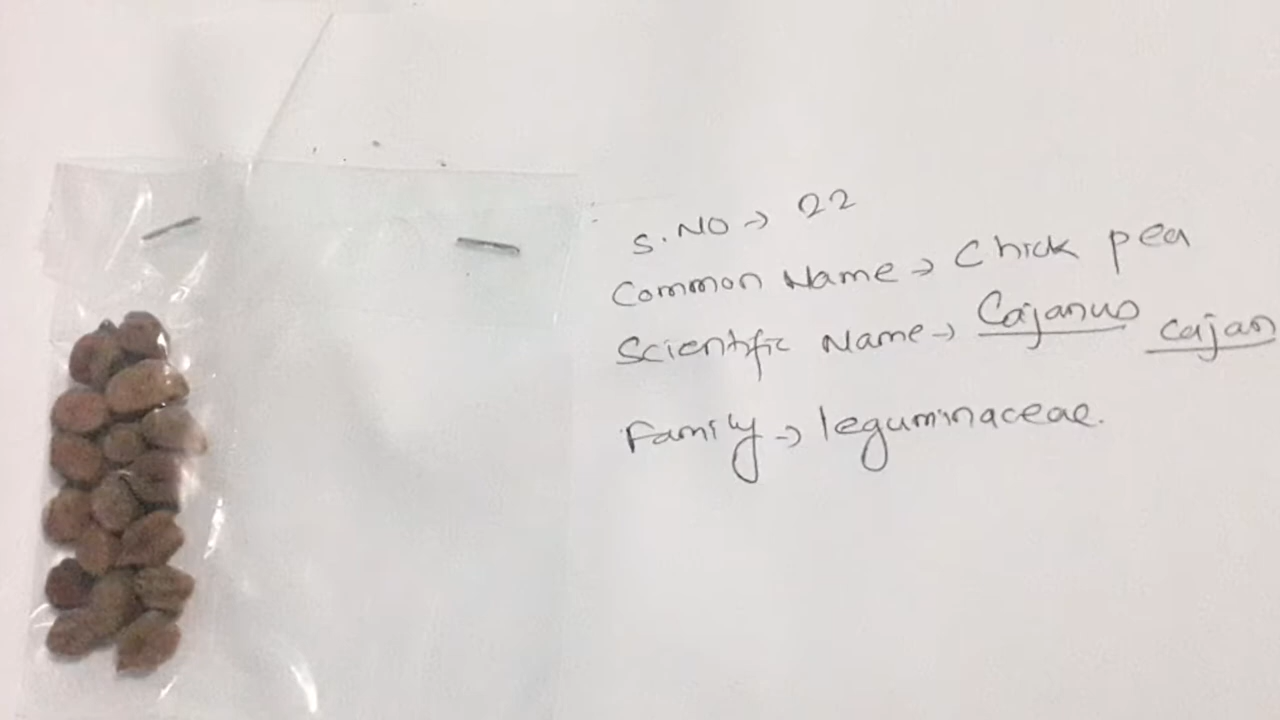 S.NO → 22
Common Name → Chick pea
Scientific Name → Cajanus cajan
Family → leguminaceae.